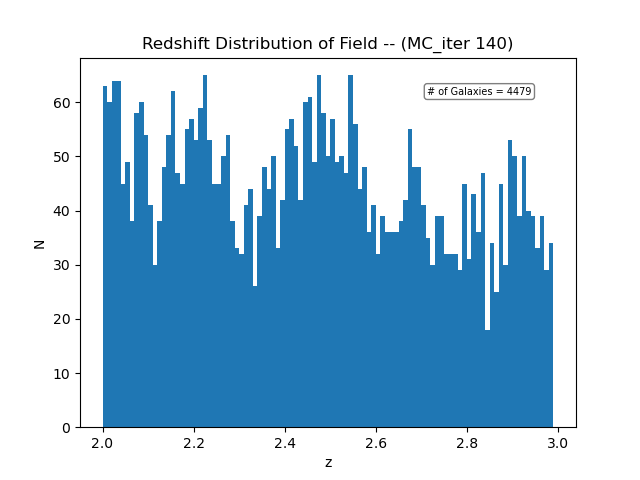 Redshift Distribution of Field -- (MC_iter 140)
# of Galaxies = 4479
60
50
40
30
20
10
0
N
2.0 2.2 2.4 2.6 2.8 3.0
z